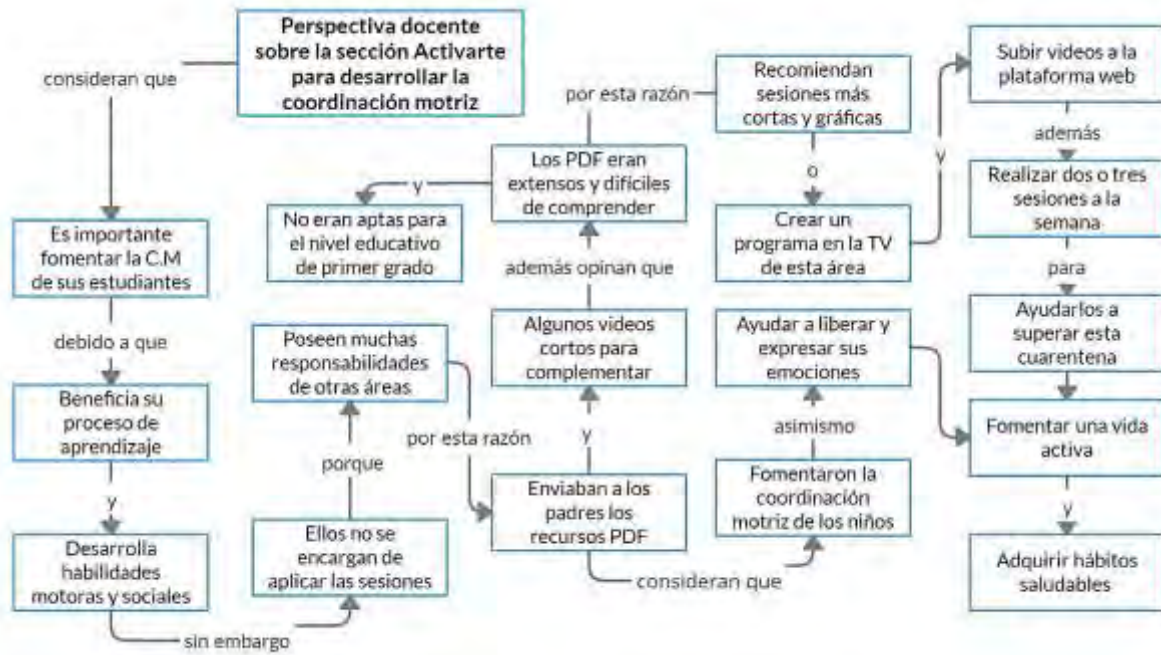 Perspectiva docente
sobre la sección Activarte
para desarrollar la
coordinación motriz
consideran que
Es importante
fomentar la C.M
de sus estudiantes
debido a que
Beneficia su
proceso de
aprendizaje
y
Desarrolla
habilidades
motoras y sociales
sin embargo
Ellos no se
encargan de
aplicar las sesiones
porque
Poseen muchas
responsabilidades
de otras áreas
por esta razón
Enviaban a los
padres los
recursos PDF
y
Algunos videos
cortos para
complementar
además opinan que
Los PDF eran
extensos y difíciles
de comprender
y
No eran aptas para
el nivel educativo
de primer grado
por esta razón
Recomiendan
sesiones más
cortas y gráficas
o
Crear un
programa en la TV
de esta área
y
Subir videos a la
plataforma web
además
Realizar dos o tres
sesiones a la
semana
para
Ayudarlos a
superar esta
cuarentena
consideran que
Fomentaron la
coordinación
motriz de los niños
asimismo
Ayudar a liberar y
expresar sus
emociones
Fomentar una vida
activa
y
Adquirir hábitos
saludables